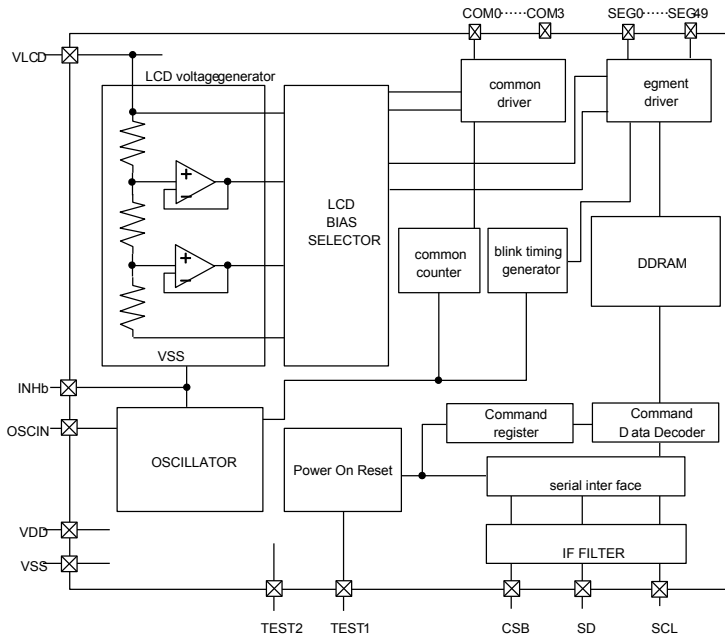 COM0……COM3
SEG0……SEG49
VLCD
LCD voltagegenerator
common
driver
egment
driver
LCD
BIAS
SELECTOR
common
counter
blink timing
generator
DDRAM
VSS
INHb
OSCIN
OSCILLATOR
Power On Reset
Command
register
Command
D ata Decoder
serial inter face
IF FILTER
VDD
VSS
TEST2
TEST1
CSB
SD
SCL